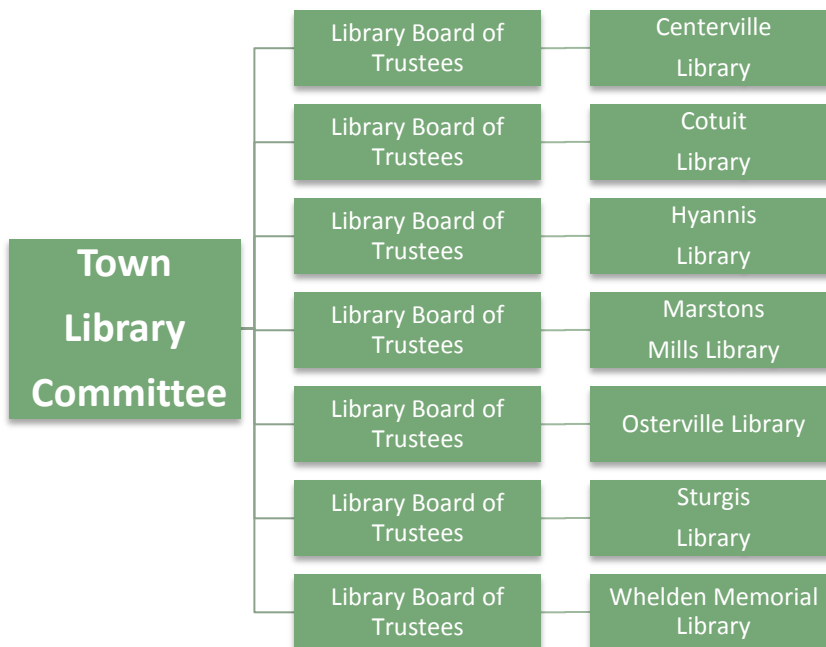 Town
Library
Committee
Library Board of
Trustees
Centerville
Library
Library Board of
Trustees
Cotuit
Library
Library Board of
Trustees
Hyannis
Library
Library Board of
Trustees
Marstons
Mills Library
Library Board of
Trustees
Osterville Library
Library Board of
Trustees
Sturgis
Library
Library Board of
Trustees
Whelden Memorial
Library